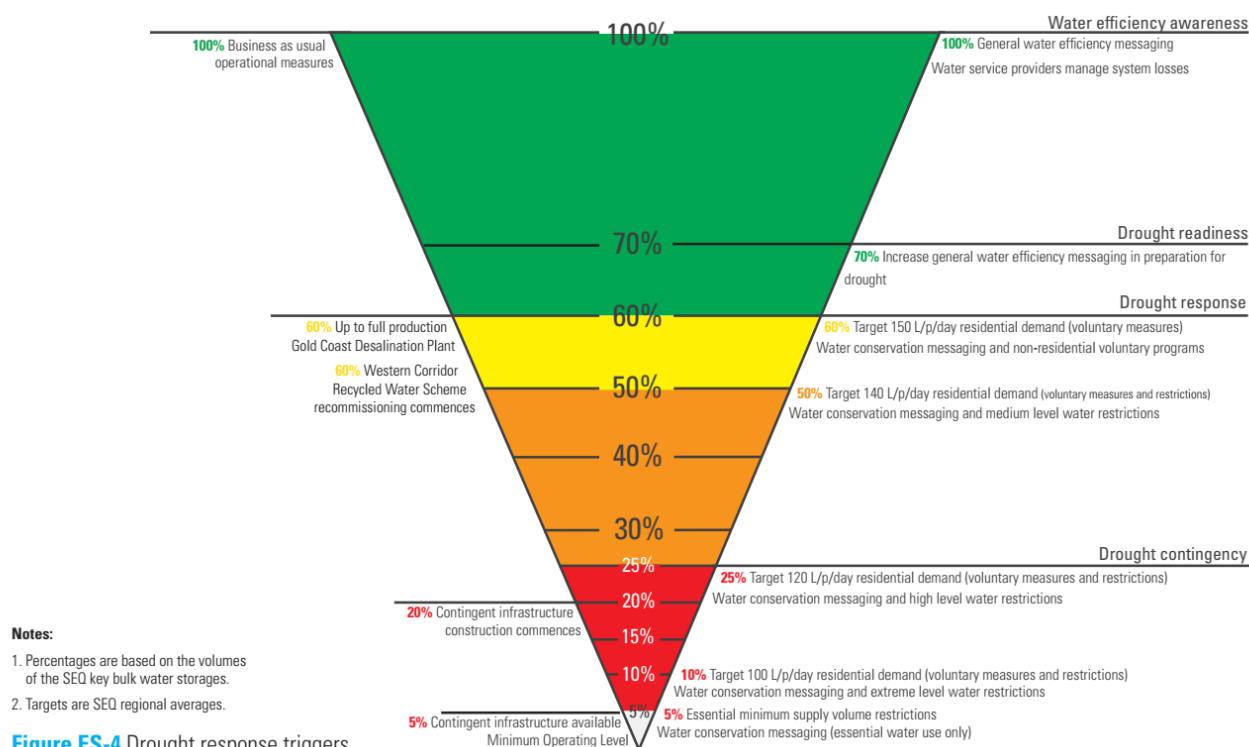 Water efficiency awareness
100%
100% Business as usual
operational measures
100% General water efficiency messaging
Water service providers manage system losses
70%
Drought readiness
70% Increase general water efficiency messaging in preparation for
drought
Drought response
60%
60% Up to full production
Gold Coast Desalination Plant
60% Western Corridor
Recycled Water Scheme
recommissioning commences
60% Target 150 L/p/day residential demand (voluntary measures)
Water conservation messaging and non-residential voluntary programs
50%
50% Target 140 L/p/day residential demand (voluntary measures and restrictions)
Water conservation messaging and medium level water restrictions
40%
30%
Drought contingency
25%
25% Target 120 L/p/day residential demand (voluntary measures and restrictions)
Water conservation messaging and high level water restrictions
20%
20% Contingent infrastructure
construction commences
15%
10%
10% Target 100 L/p/day residential demand (voluntary measures and restrictions)
Water conservation messaging and extreme level water restrictions
5%
5% Contingent infrastructure available
Minimum Operating Level
5% Essential minimum supply volume restrictions
Water conservation messaging (essential water use only)
Notes:
1. Percentages are based on the volumes
of the SEQ key bulk water storages.
2. Targets are SEQ regional averages.
Figure ES-4 Drought response triggers